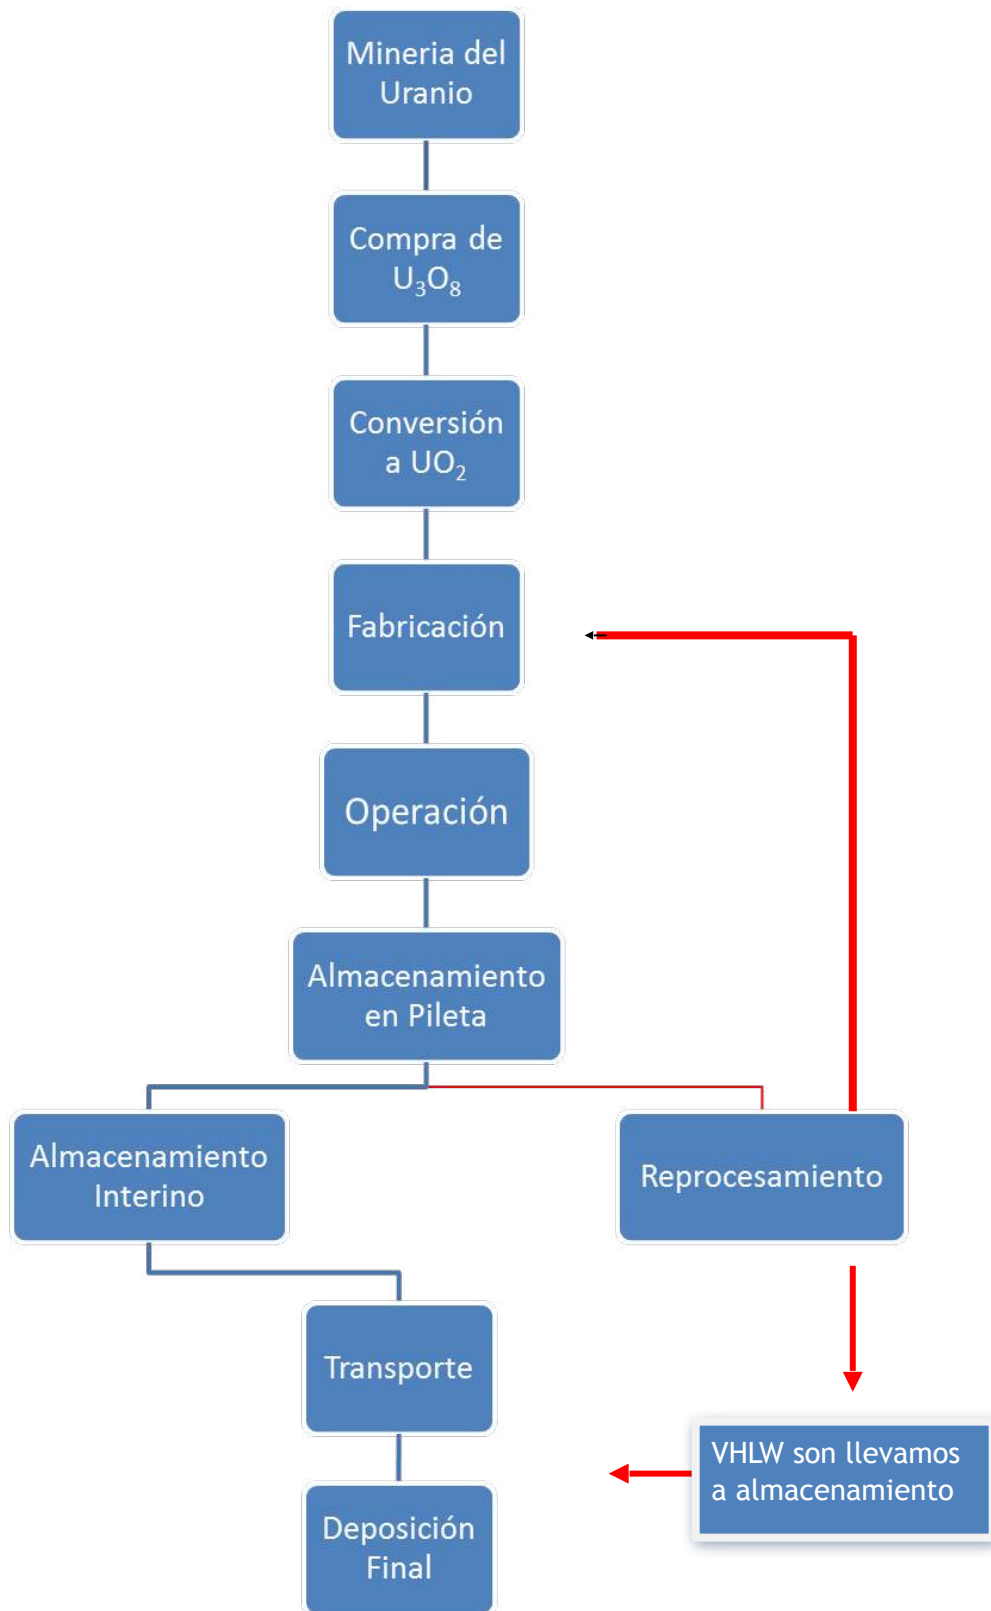 Mineria del
Uranio
Compra de
U₃O₈
Conversión
a UO₂
Fabricación
Operación
Almacenamiento
en Pileta
Almacenamiento
Interino
Reprocesamiento
Transporte
VHLW son llevamos
a almacenamiento
Deposición
Final